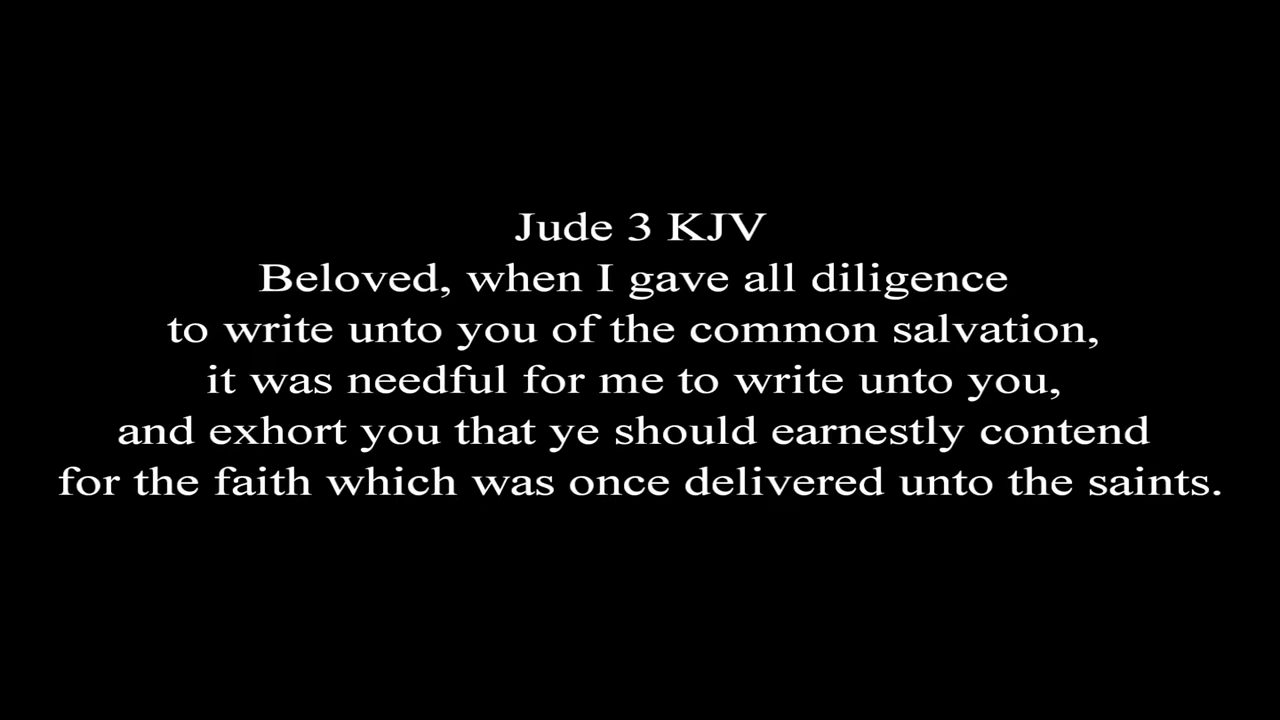 Jude 3 KJV
Beloved, when I gave all diligence
to write unto you of the common salvation,
it was needful for me to write unto you,
and exhort you that ye should earnestly contend
for the faith which was once delivered unto the saints.